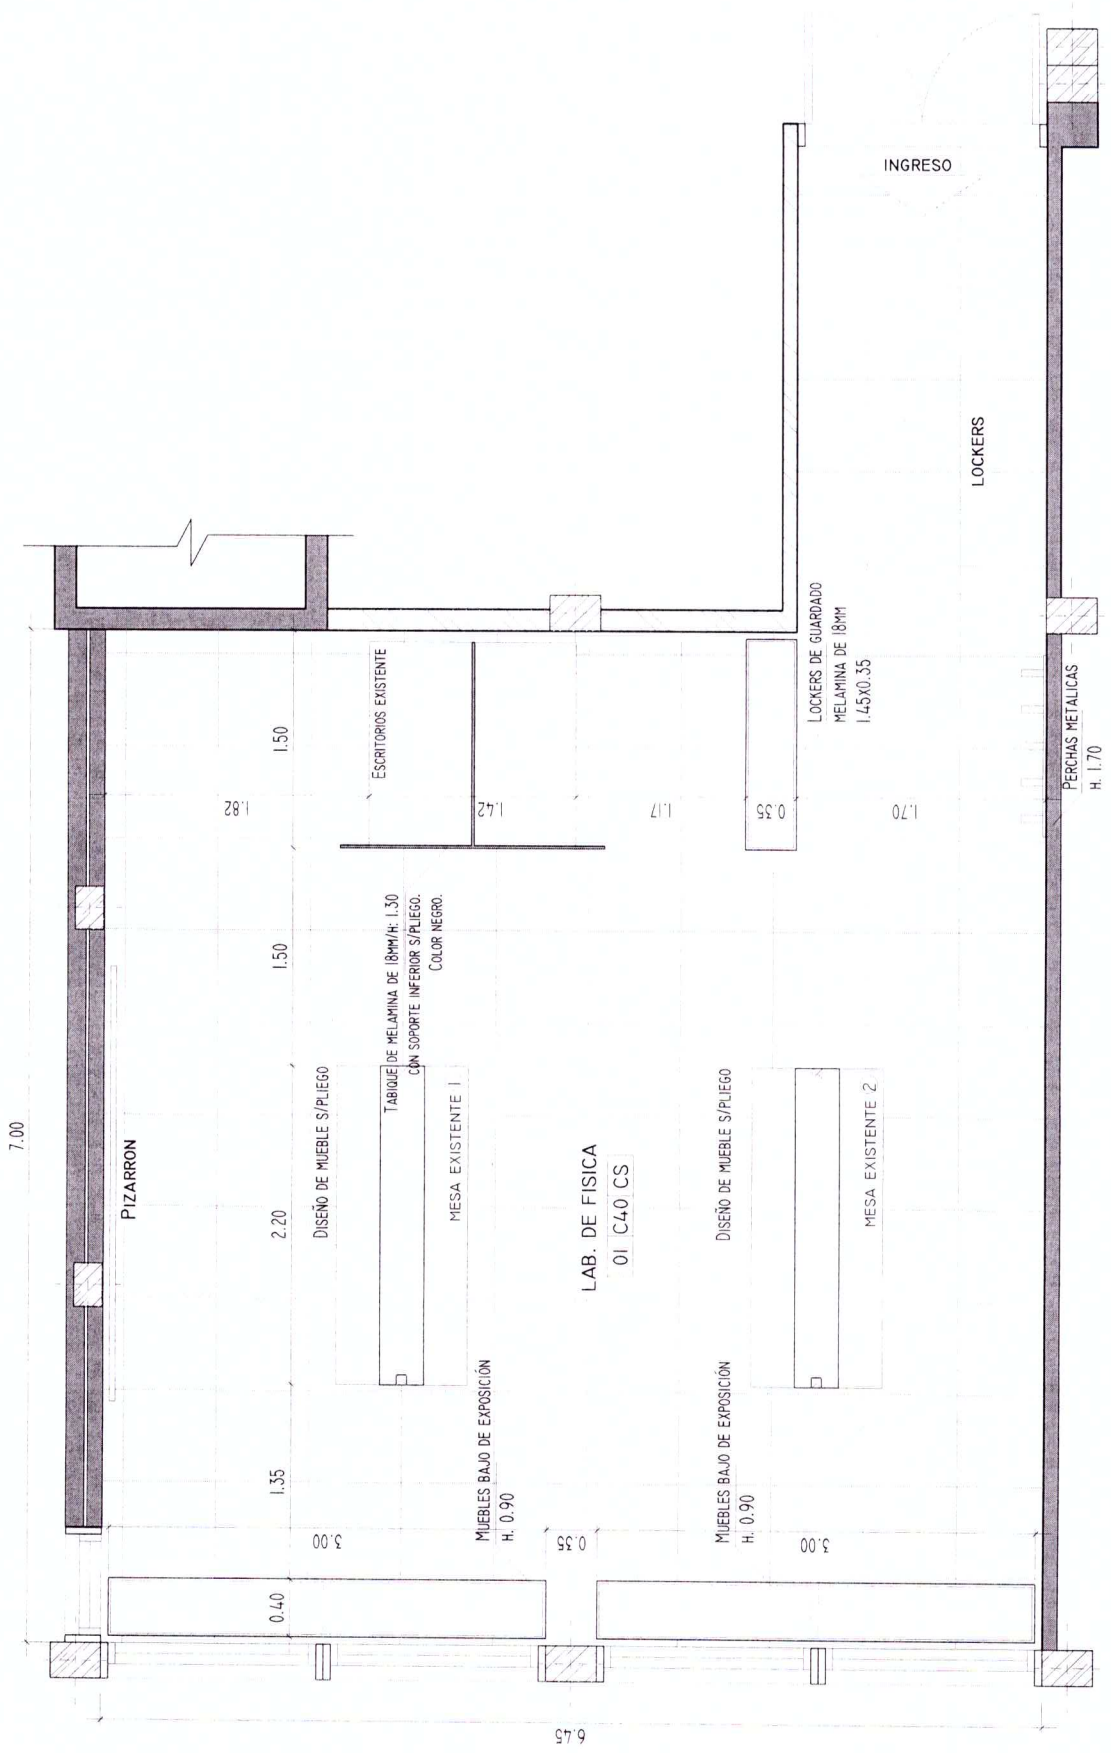 7.00
6.45
PIZARRON
1.50
1.50
2.20
1.35
0.40
1.82
1.42
1.17
0.35
1.70
3.00
0.35
3.00
ESCRITORIOS EXISTENTE
TABIQUE DE MELAMINA DE 18MM/H: 1.30
CON SOPORTE INFERIOR S/PLIEGO.
COLOR NEGRO.
DISEÑO DE MUEBLE S/PLIEGO
MESA EXISTENTE 1
MUEBLES BAJO DE EXPOSICIÓN
H. 0.90
LAB. DE FISICA
01 C40 CS
DISEÑO DE MUEBLE S/PLIEGO
MESA EXISTENTE 2
MUEBLES BAJO DE EXPOSICIÓN
H. 0.90
LOCKERS DE GUARDADO
MELAMINA DE 18MM
1.45x0.35
INGRESO
LOCKERS
PERCHAS METALICAS
H. 1.70